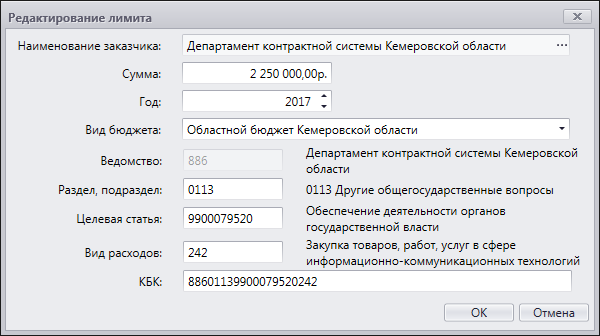 Редактирование лимита
Наименование заказчика: Департамент контрактной системы Кемеровской области ...
Сумма: 2 250 000,00р.
Год: 2017
Вид бюджета: Областной бюджет Кемеровской области
Ведомство: 886 Департамент контрактной системы Кемеровской
области
Раздел, подраздел: 0113 0113 Другие общегосударственные вопросы
Целевая статья: 9900079520 Обеспечение деятельности органов
государственной власти
Вид расходов: 242 Закупка товаров, работ, услуг в сфере
информационно-коммуникационных технологий
КБК: 88601139900079520242
ОК Отмена